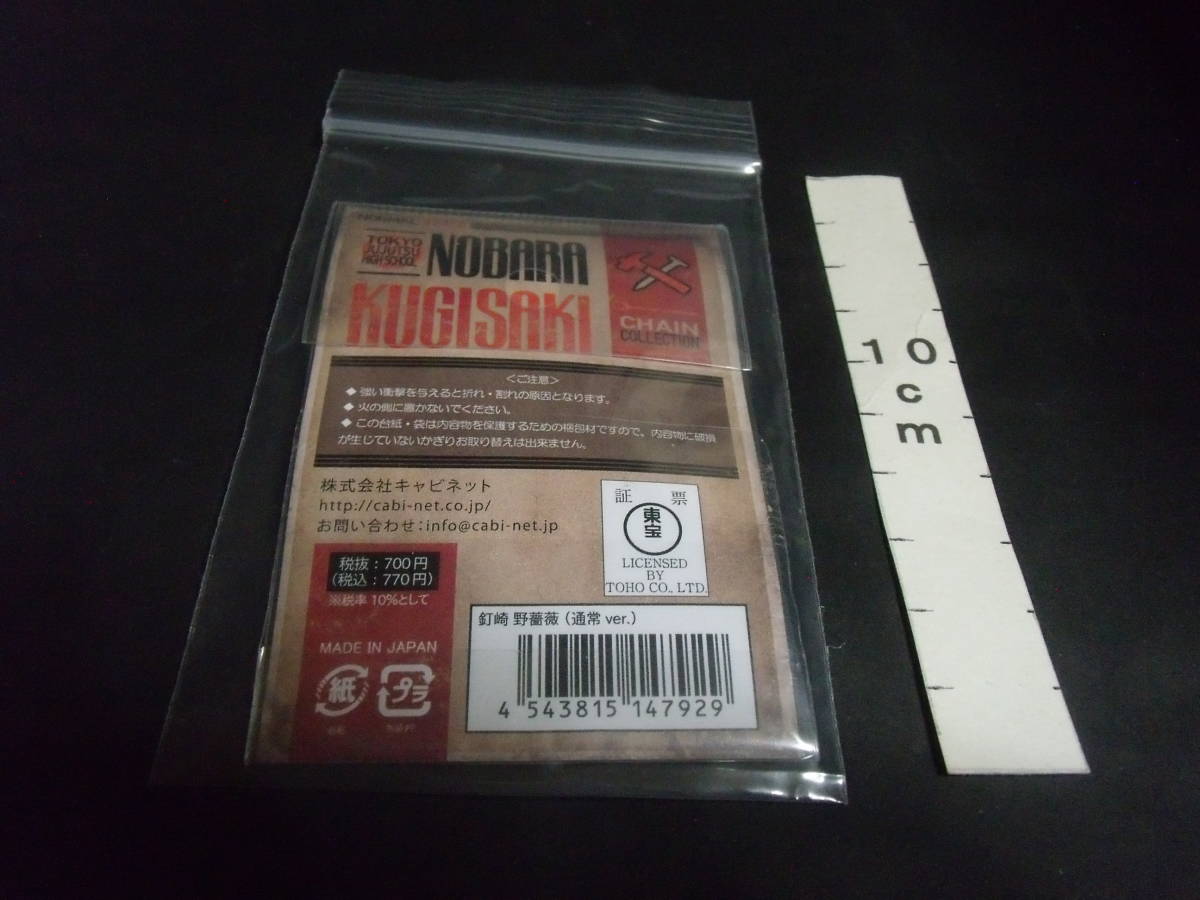 NORMAL
TOKYO
JUJUTSU
HIGH SCHOOL
NOBARA
KUGISAKI
CHAIN
COLLECTION
<ご注意>
◆ 強い衝撃を与えると折れ・割れの原因となります。
◆ 火の側に置かないでください。
◆ この台紙・袋は内容物を保護するための梱包材ですので。内容物に破損
が生じていないかぎりお取り替えは出来ません。
株式会社キャビネット
http://cabi-net.co.jp/
お問い合わせ:info@cabi-net.jp
証 票
東宝
LICENSED
BY
TOHO CO., LTD.
税抜:700円
(税込:770円)
※税率 10%として
MADE IN JAPAN
紙
プラ
釘崎 野薔薇(通常 ver.)
4 543815 147929
10
cm